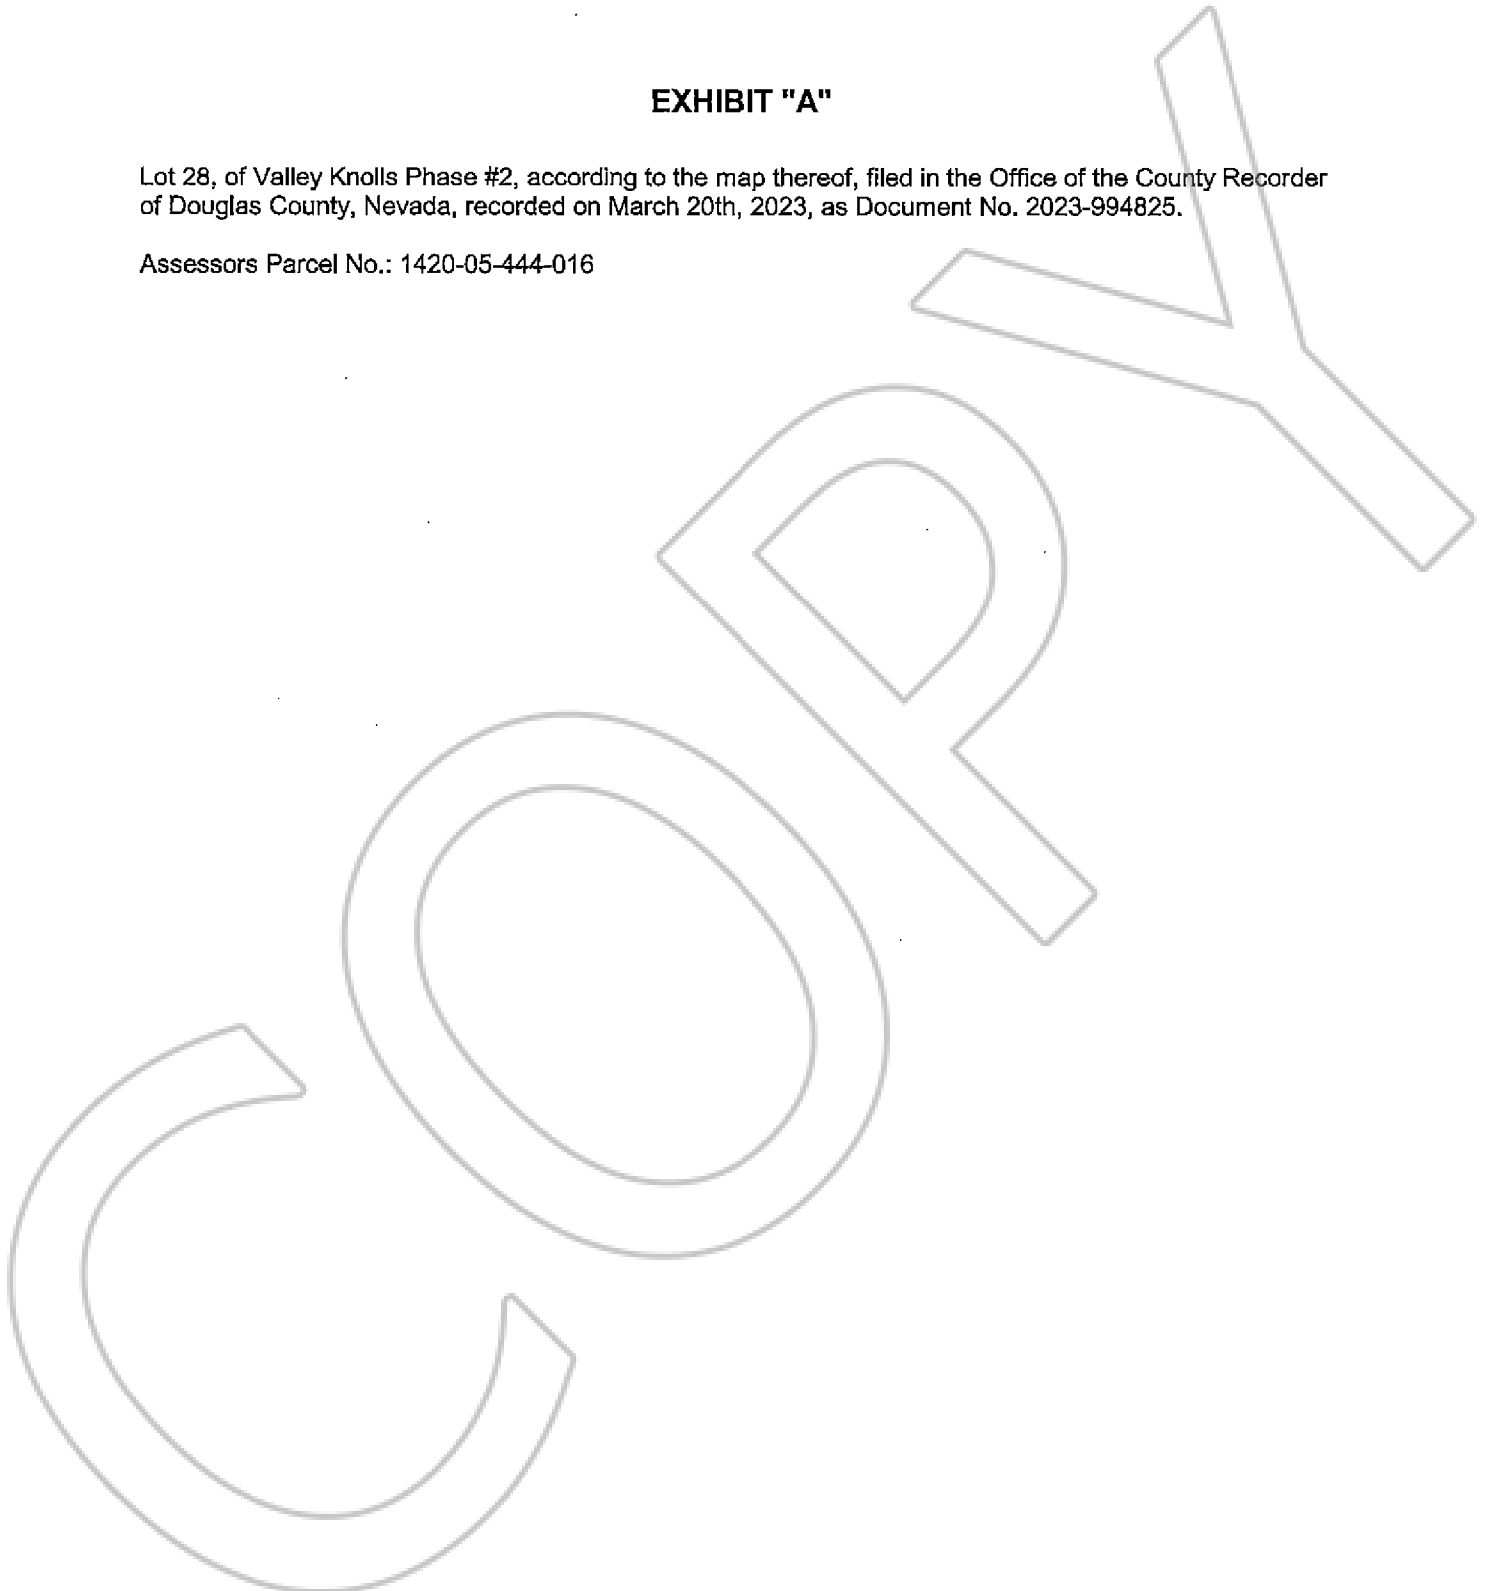 EXHIBIT "A"
Lot 28, of Valley Knolls Phase #2, according to the map thereof, filed in the Office of the County Recorder
of Douglas County, Nevada, recorded on March 20th, 2023, as Document No. 2023-994825.
Assessors Parcel No.: 1420-05-444-016
COPY